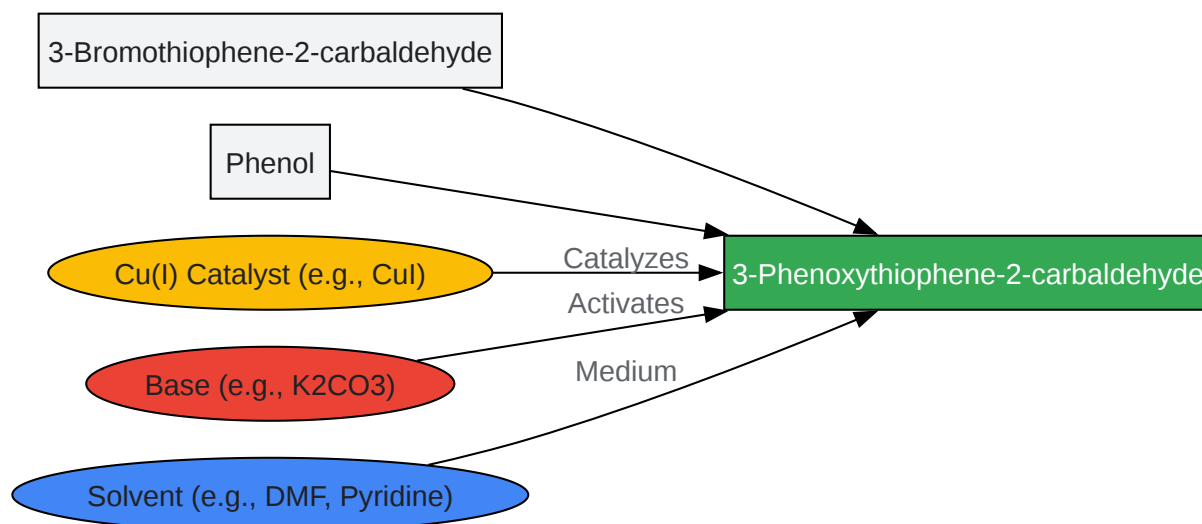 3-Bromothiophene-2-carbaldehyde
Phenol
Cu(I) Catalyst (e.g., CuI)
Catalyzes
3-Phenoxythiophene-2-carbaldehyde
Activates
Base (e.g., K2CO3)
Medium
Solvent (e.g., DMF, Pyridine)